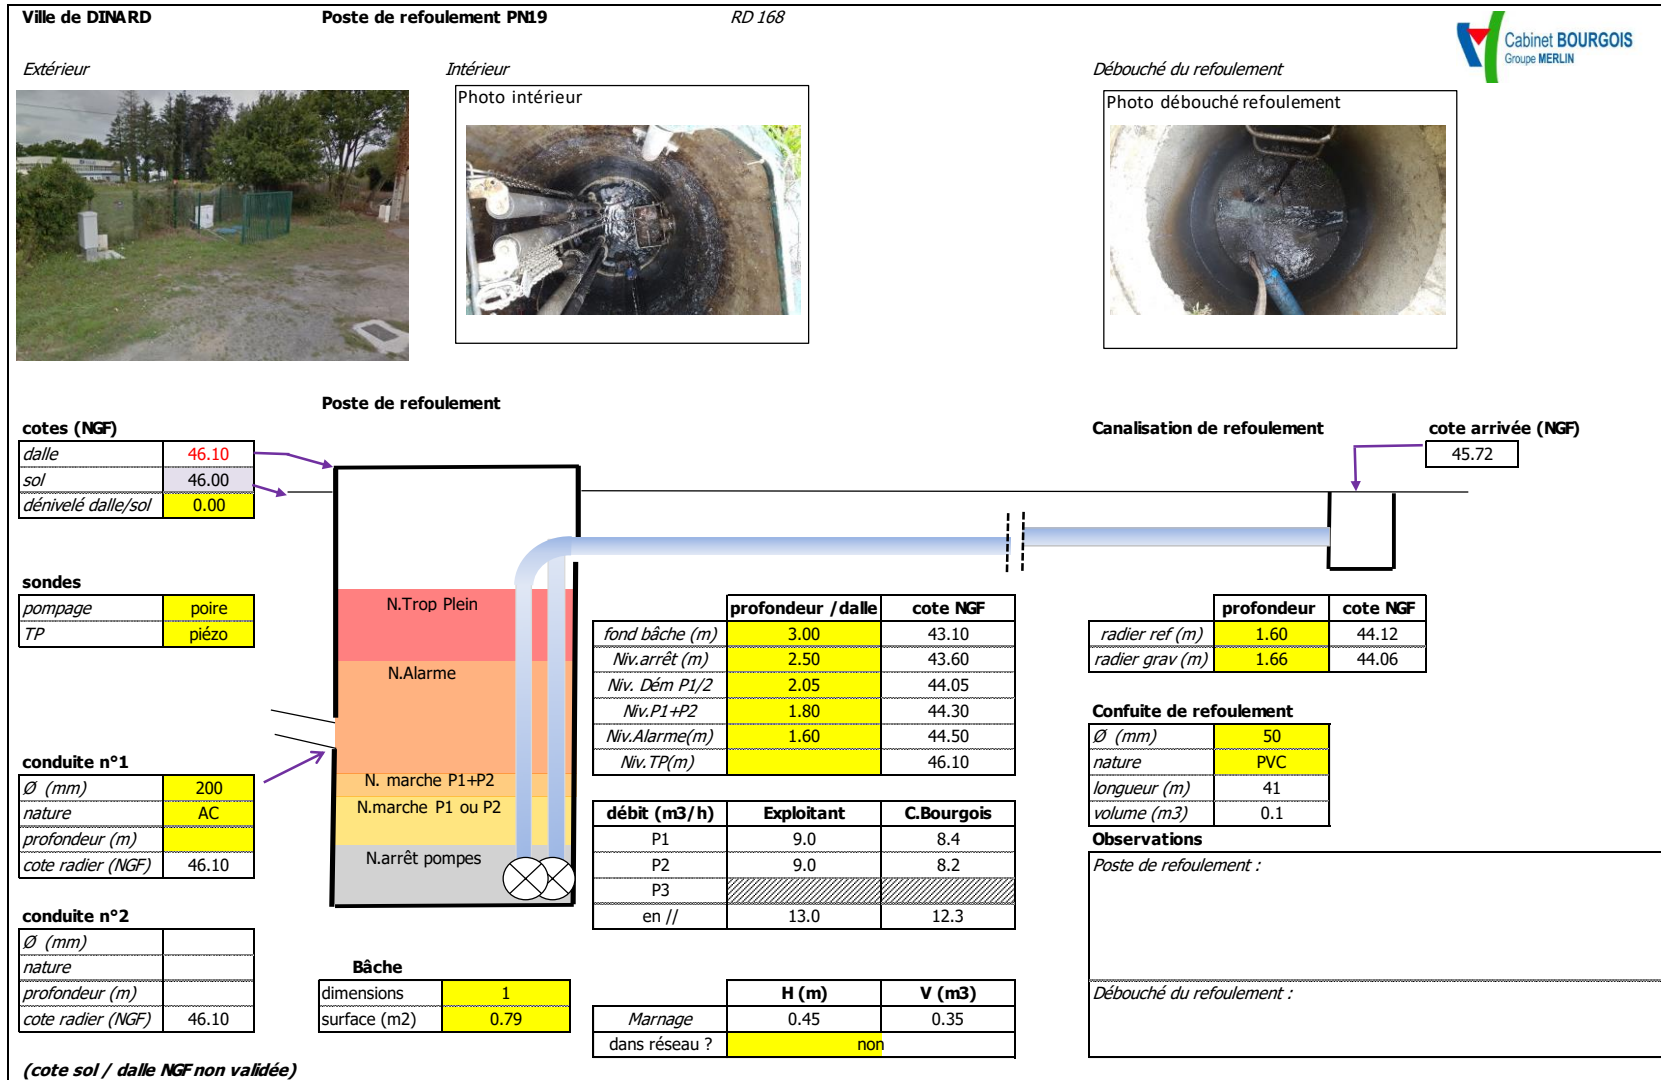 Ville de DINARD Poste de refoulement PN19 RD 168
Cabinet BOURGOIS
Groupe MERLIN
Extérieur Intérieur Débouché du refoulement
Photo intérieur Photo débouché refoulement
Poste de refoulement
cotes (NGF) Canalisation de refoulement cote arrivée (NGF)
dalle 46.10 45.72
sol 46.00
dénivelé dalle/sol 0.00
sondes
pompage poire
TP piézo
N.Trop Plein
N.Alarme
N. marche P1+P2
N.marche P1 ou P2
N.arrêt pompes
profondeur /dalle cote NGF
fond bâche (m) 3.00 43.10
Niv.arrêt (m) 2.50 43.60
Niv. Dém P1/2 2.05 44.05
Niv.P1+P2 1.80 44.30
Niv.Alarme(m) 1.60 44.50
Niv.TP(m) 46.10
profondeur cote NGF
radier ref (m) 1.60 44.12
radier grav (m) 1.66 44.06
Confuite de refoulement
Ø (mm) 50
nature PVC
longueur (m) 41
volume (m3) 0.1
conduite n°1
Ø (mm) 200
nature AC
profondeur (m)
cote radier (NGF) 46.10
débit (m3/h) Exploitant C.Bourgois
P1 9.0 8.4
P2 9.0 8.2
P3
en // 13.0 12.3
Observations
Poste de refoulement :
Débouché du refoulement :
conduite n°2
Ø (mm)
nature
profondeur (m)
cote radier (NGF) 46.10
Bâche
dimensions 1
surface (m2) 0.79
H (m) V (m3)
Marnage 0.45 0.35
dans réseau ? non
(cote sol / dalle NGF non validée)